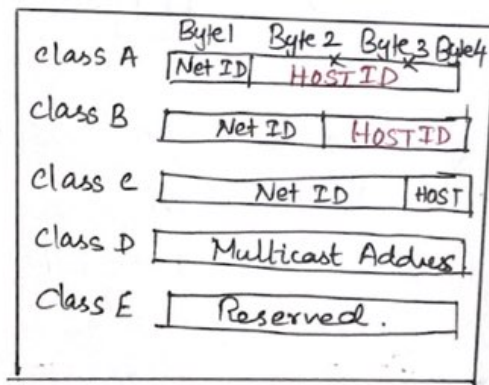 Byte1 Byte 2 Byte 3 Byte4
Class A Net ID HOST ID
Class B Net ID HOST ID
Class C Net ID HOST
Class D Multicast Address
Class E Reserved.